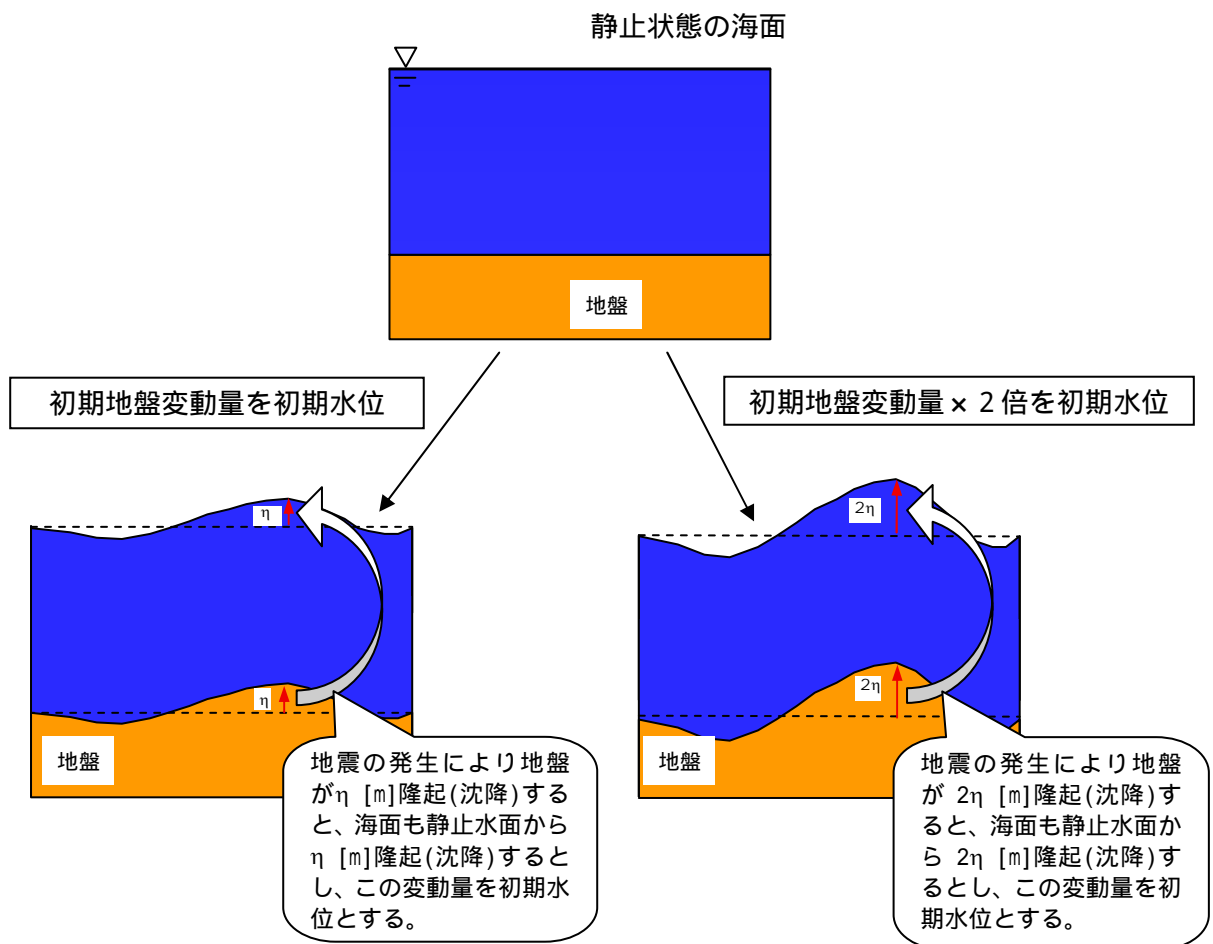 静止状態の海面
地盤
初期地盤変動量を初期水位
初期地盤変動量×２倍を初期水位
η
η
地盤
地震の発生により地盤
がη [m]隆起(沈降)する
と、海面も静止水面から
η [m]隆起(沈降)すると
し、この変動量を初期水
位とする。
2η
2η
地盤
地震の発生により地盤
が 2η [m]隆起(沈降)す
ると、海面も静止水面か
ら 2η [m]隆起(沈降)す
るとし、この変動量を初
期水位とする。